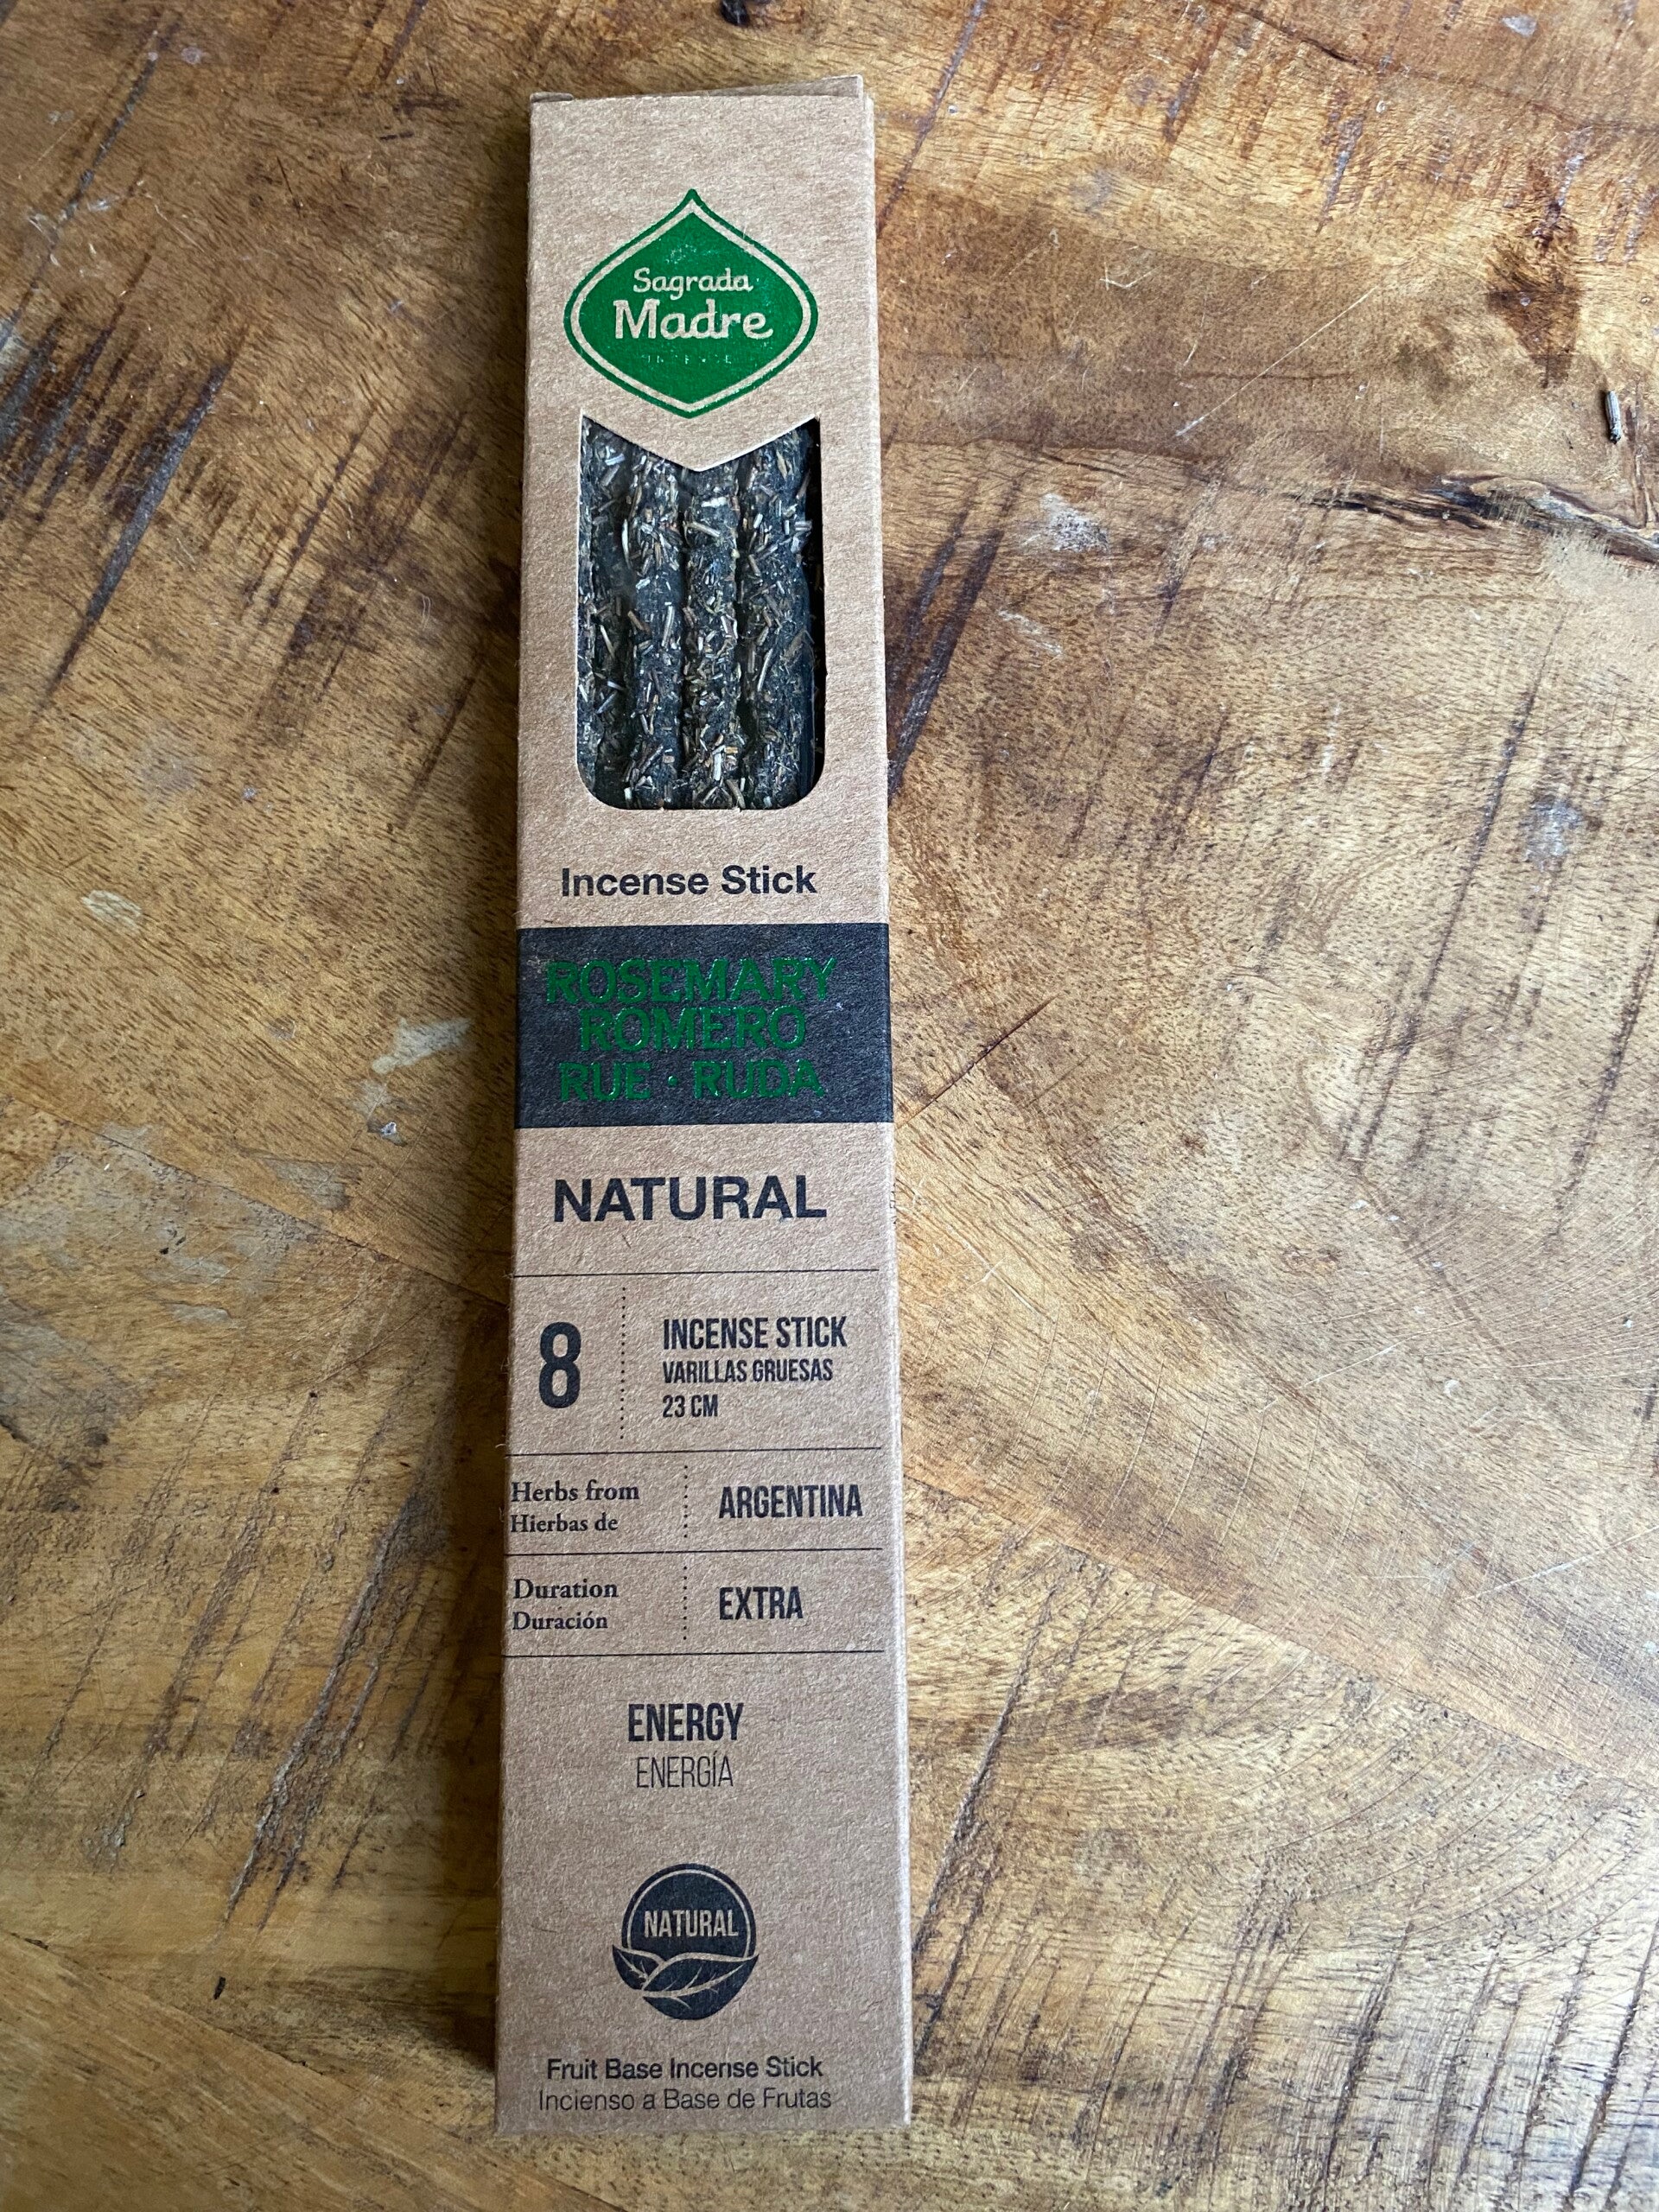 Sagrada
Madre
INCENSE
Incense Stick
ROSEMARY
ROMERO
RUE · RUDA
NATURAL
8
INCENSE STICK
VARILLAS GRUESAS
23 CM
Herbs from
Hierbas de
ARGENTINA
Duration
Duración
EXTRA
ENERGY
ENERGÍA
NATURAL
Fruit Base Incense Stick
Incienso a Base de Frutas